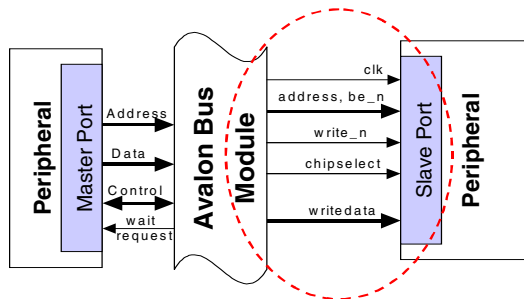 Peripheral
Master Port
Address
Data
Control
wait
request
Avalon Bus
Module
clk
address, be_n
write_n
chipselect
writedata
Slave Port
Peripheral